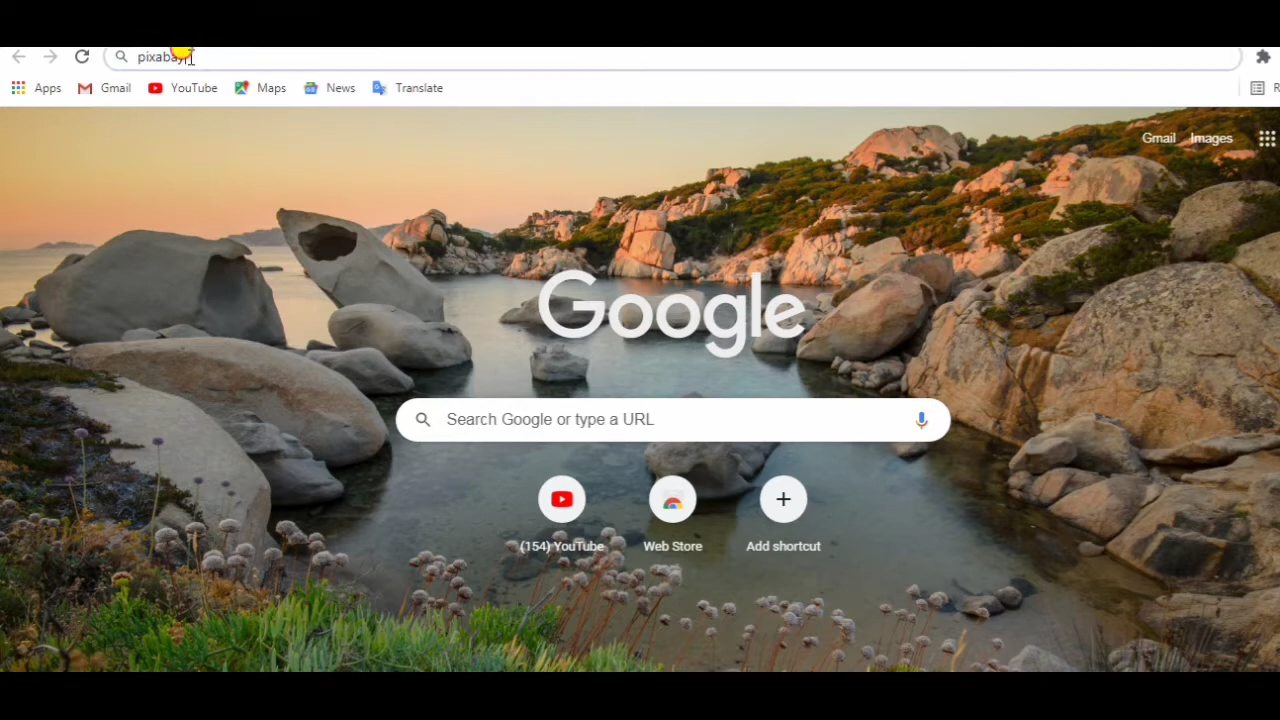 pixabay
Apps Gmail YouTube Maps News Translate R
Gmail Images
Google
Search Google or type a URL
(154) YouTube Web Store Add shortcut